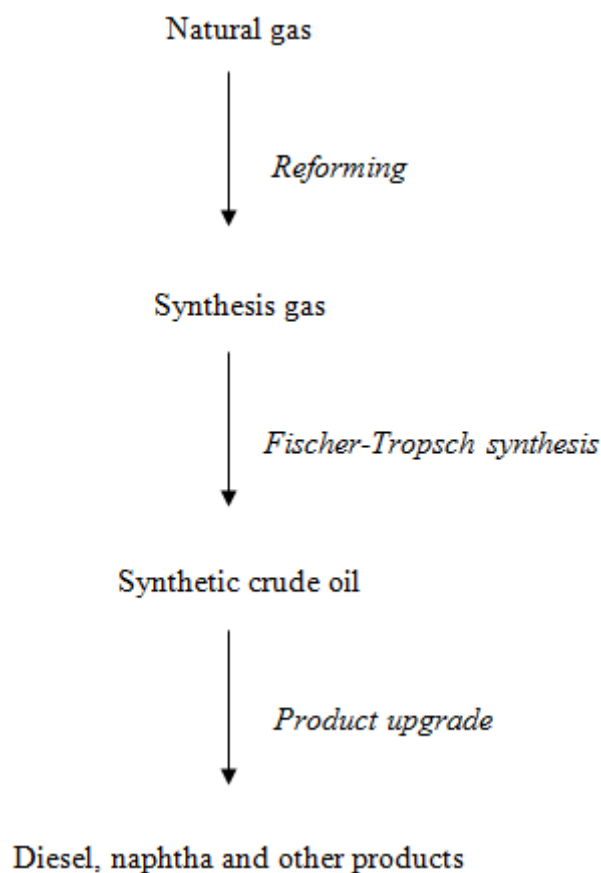 Natural gas
Reforming
Synthesis gas
Fischer-Tropsch synthesis
Synthetic crude oil
Product upgrade
Diesel, naphtha and other products